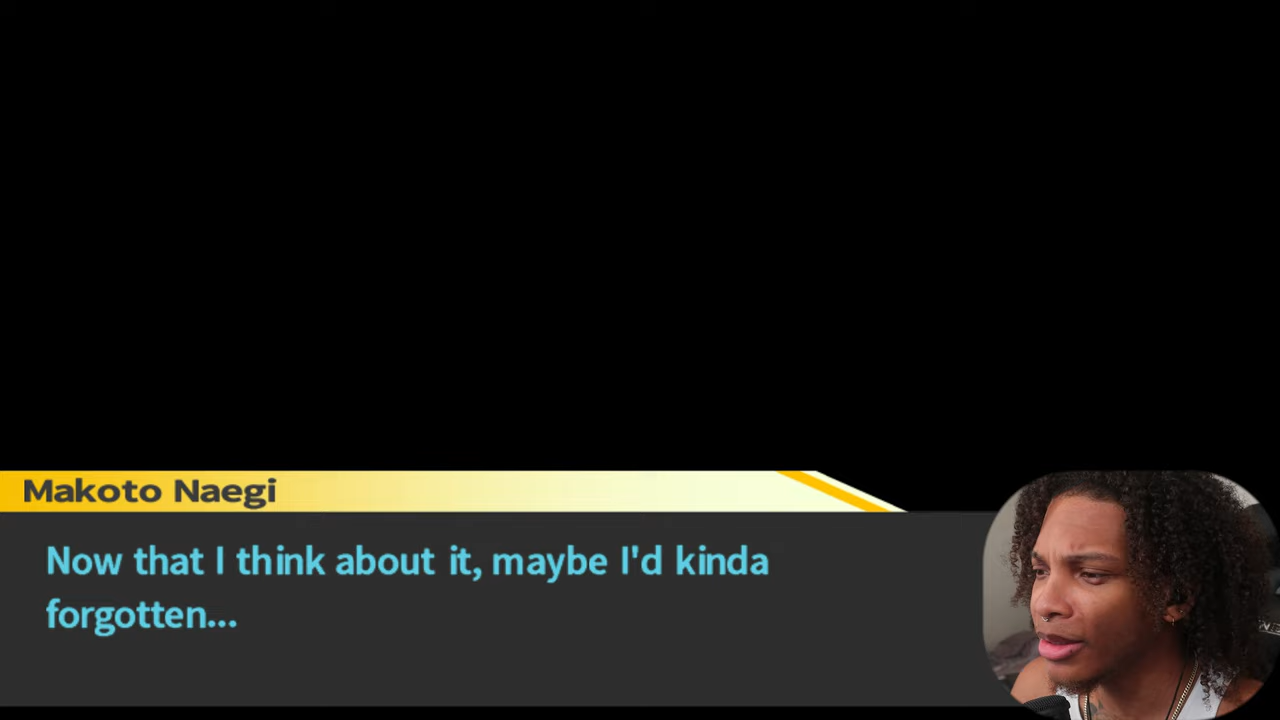 Makoto Naegi
Now that I think about it, maybe I'd kinda
forgotten...